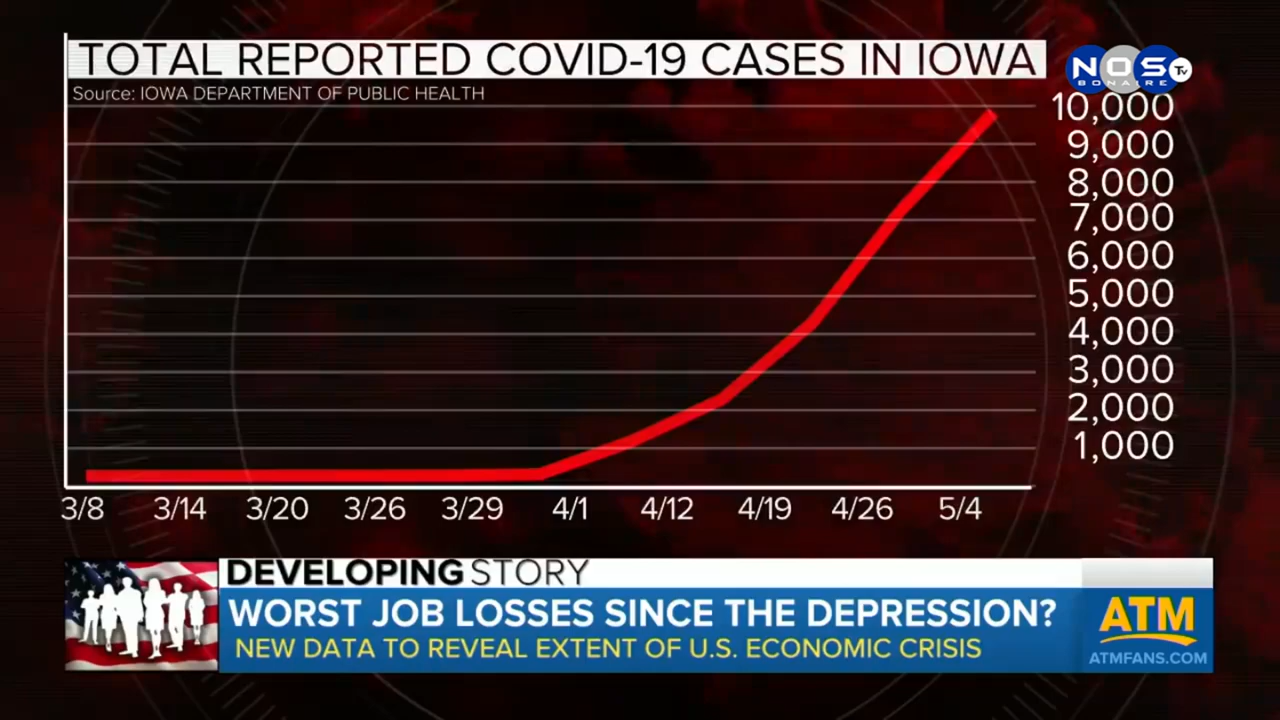 TOTAL REPORTED COVID-19 CASES IN IOWA
NOS TV
BONAIRE
Source: IOWA DEPARTMENT OF PUBLIC HEALTH
10,000
9,000
8,000
7,000
6,000
5,000
4,000
3,000
2,000
1,000
3/8 3/14 3/20 3/26 3/29 4/1 4/12 4/19 4/26 5/4
DEVELOPING STORY
WORST JOB LOSSES SINCE THE DEPRESSION?
NEW DATA TO REVEAL EXTENT OF U.S. ECONOMIC CRISIS
ATM
ATMFANS.COM